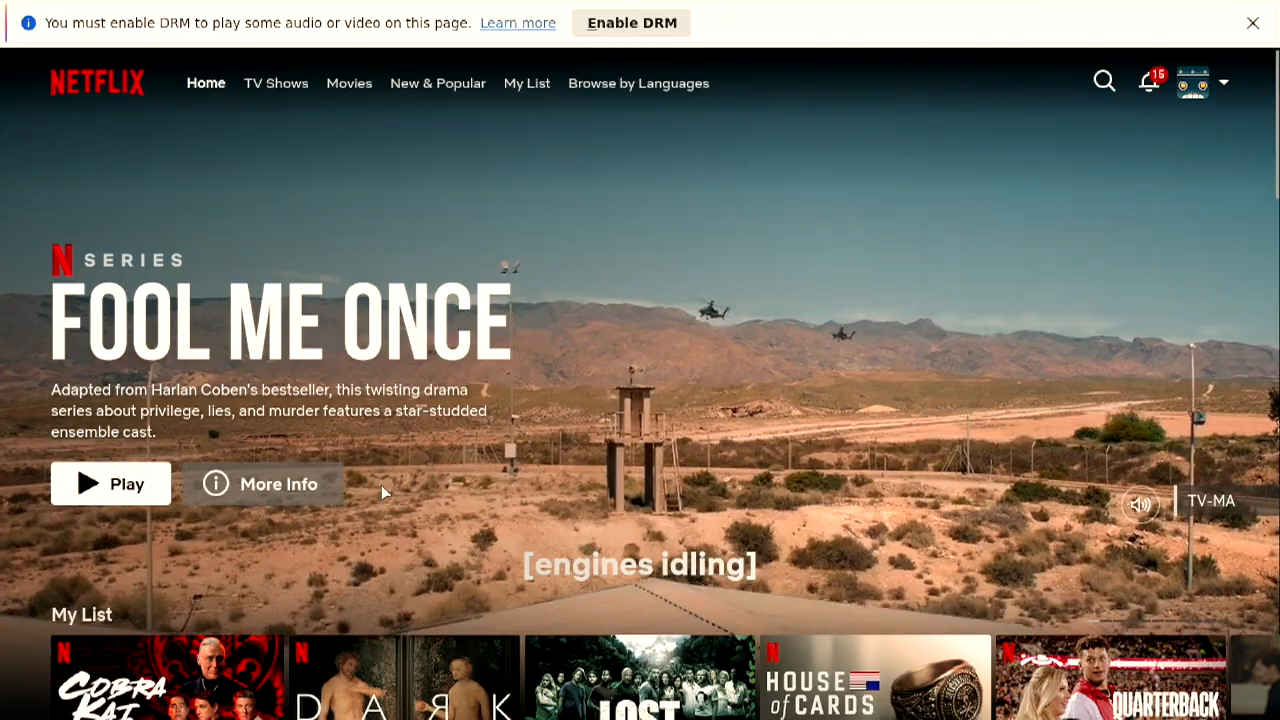 You must enable DRM to play some audio or video on this page. Learn more Enable DRM
NETFLIX Home TV Shows Movies New & Popular My List Browse by Languages 15
N SERIES
FOOL ME ONCE
Adapted from Harlan Coben's bestseller, this twisting drama
series about privilege, lies, and murder features a star-studded
ensemble cast.
Play More Info
TV-MA
[engines idling]
My List
N COBRA KAI
N DARK
LOST
N HOUSE of CARDS
N QUARTERBACK